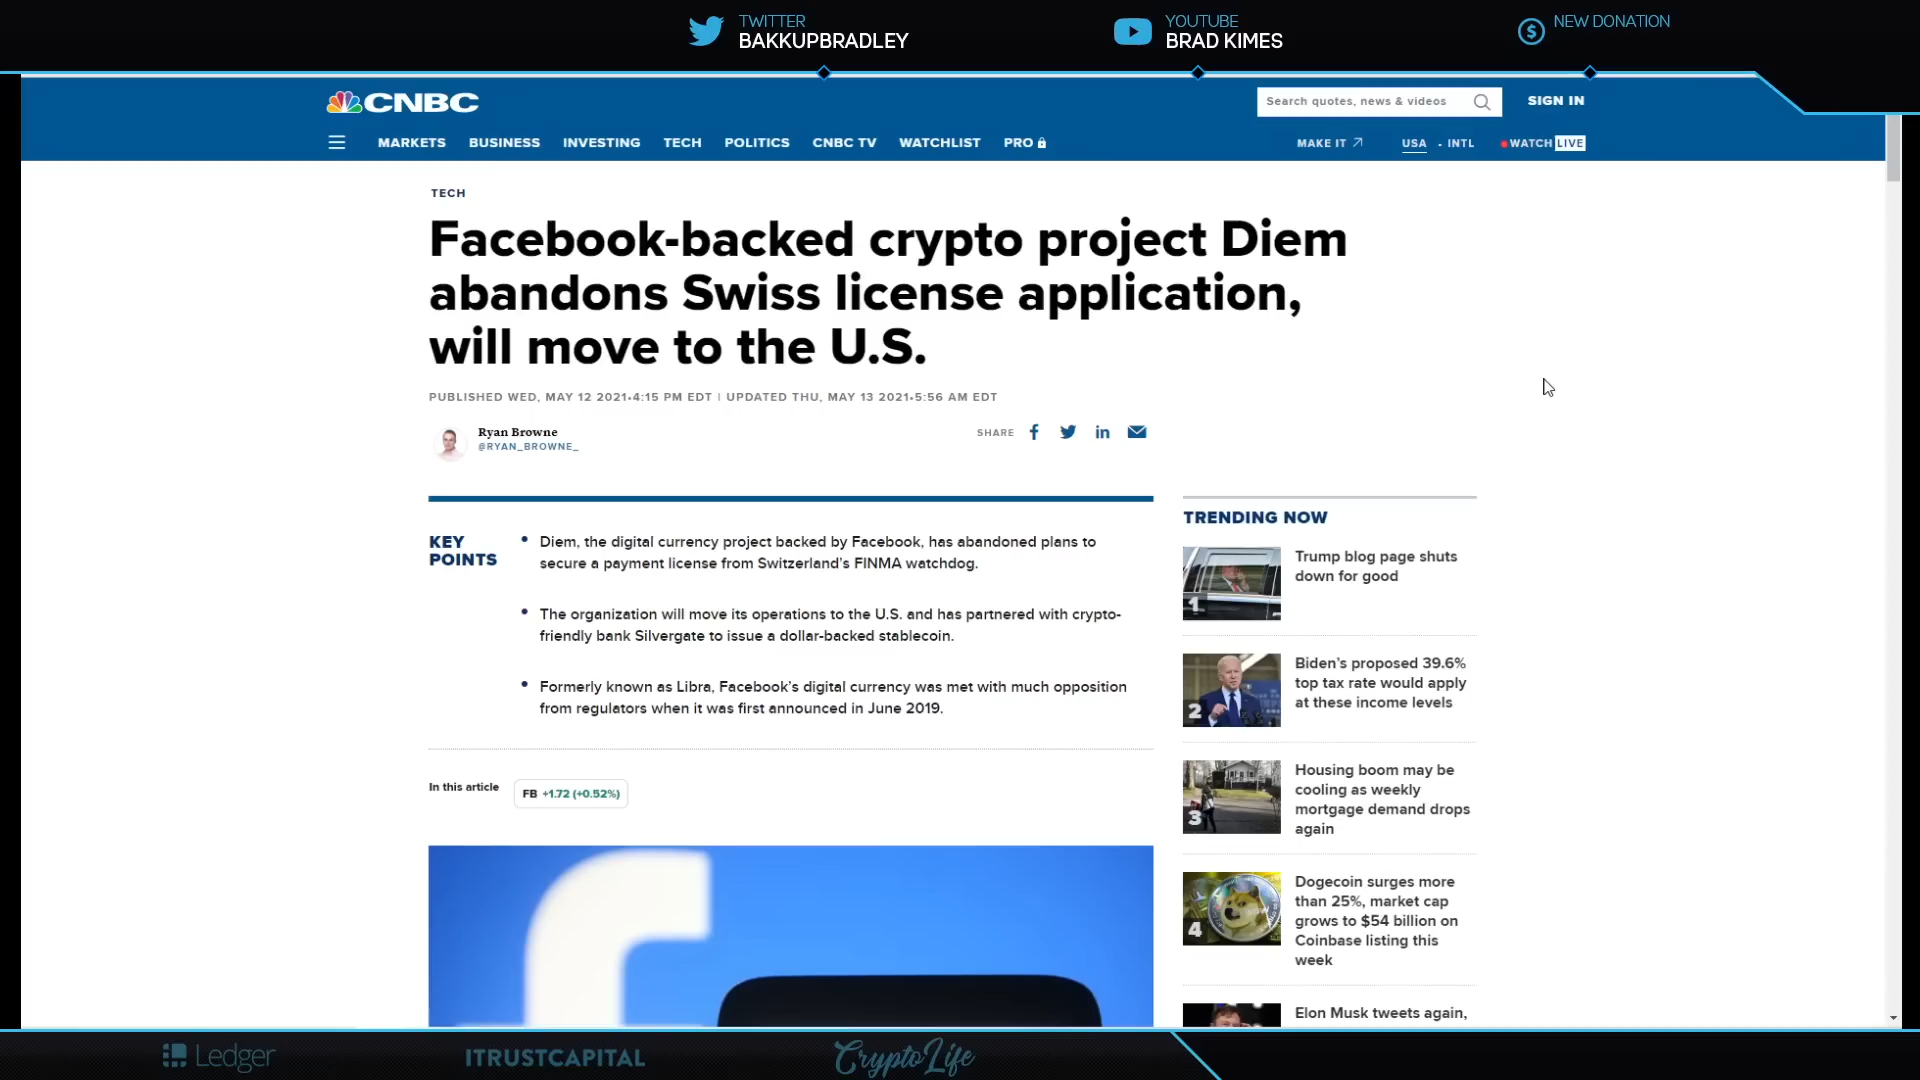 TWITTER
BAKKUPBRADLEY
YOUTUBE
BRAD KIMES
NEW DONATION
CNBC
Search quotes, news & videos
SIGN IN
MARKETS BUSINESS INVESTING TECH POLITICS CNBC TV WATCHLIST PRO
MAKE IT USA • INTL WATCH LIVE
TECH
Facebook-backed crypto project Diem
abandons Swiss license application,
will move to the U.S.
PUBLISHED WED, MAY 12 2021•4:15 PM EDT | UPDATED THU, MAY 13 2021•5:56 AM EDT
Ryan Browne
@RYAN_BROWNE_
SHARE
KEY
POINTS
• Diem, the digital currency project backed by Facebook, has abandoned plans to
secure a payment license from Switzerland's FINMA watchdog.
• The organization will move its operations to the U.S. and has partnered with crypto-
friendly bank Silvergate to issue a dollar-backed stablecoin.
• Formerly known as Libra, Facebook's digital currency was met with much opposition
from regulators when it was first announced in June 2019.
In this article
FB +1.72 (+0.52%)
TRENDING NOW
1
Trump blog page shuts
down for good
2
Biden's proposed 39.6%
top tax rate would apply
at these income levels
3
Housing boom may be
cooling as weekly
mortgage demand drops
again
4
Dogecoin surges more
than 25%, market cap
grows to $54 billion on
Coinbase listing this
week
Elon Musk tweets again,
Ledger
ITRUSTCAPITAL
CryptoLife